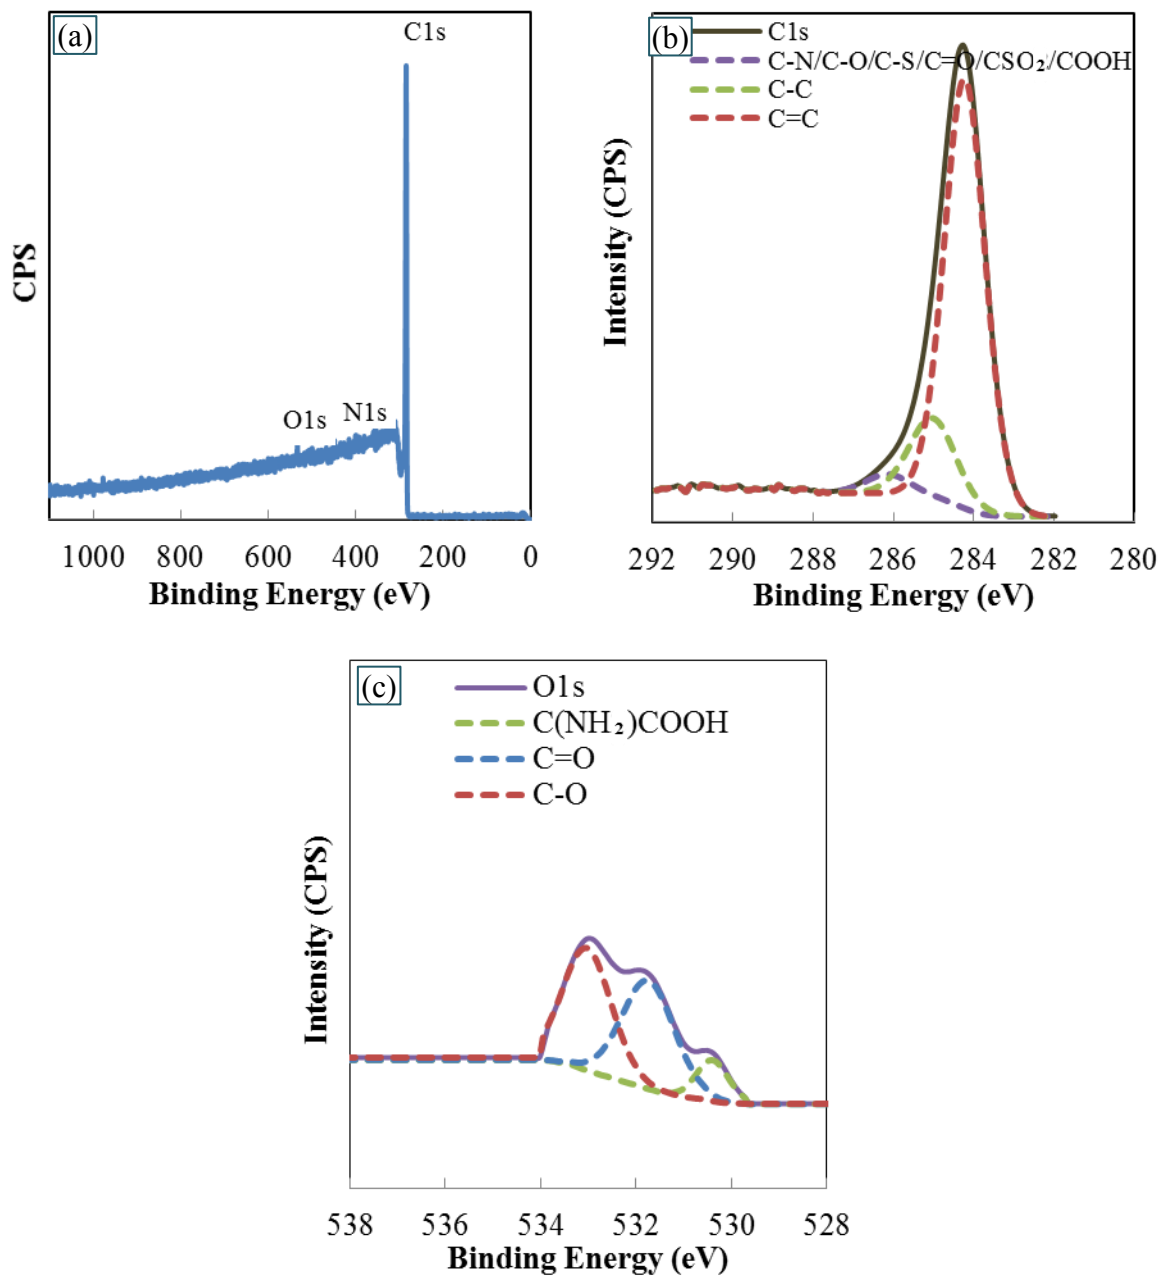 (a)
C1s
O1s
N1s
CPS
1000 800 600 400 200 0
Binding Energy (eV)
(b)
C1s
C-N/C-O/C-S/C=O/CSO₂/COOH
C-C
C=C
Intensity (CPS)
292 290 288 286 284 282 280
Binding Energy (eV)
(c)
O1s
C(NH₂)COOH
C=O
C-O
Intensity (CPS)
538 536 534 532 530 528
Binding Energy (eV)